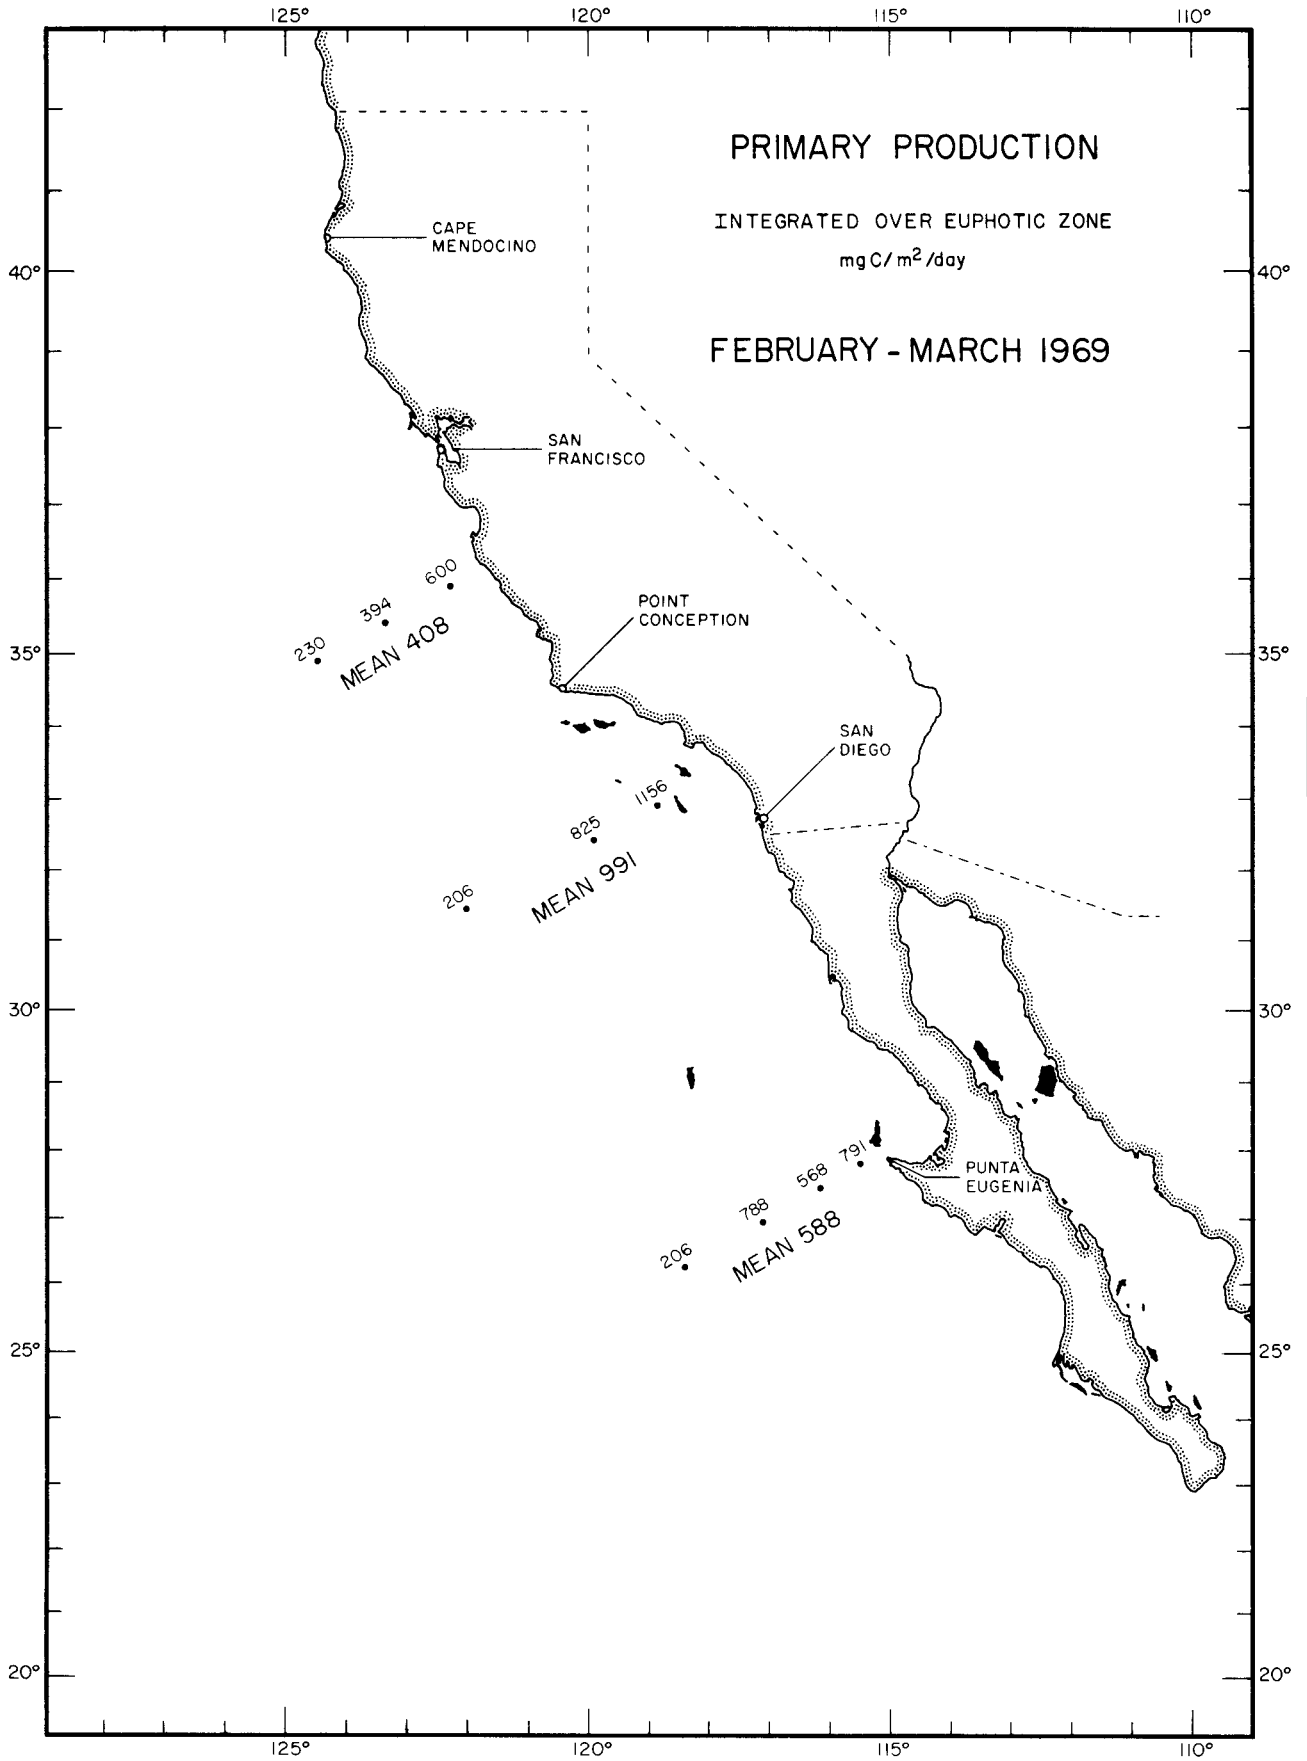 125° 120° 115° 110°
PRIMARY PRODUCTION
INTEGRATED OVER EUPHOTIC ZONE
mgC/m²/day
FEBRUARY - MARCH 1969
CAPE
MENDOCINO
40° 40°
SAN
FRANCISCO
600
394
230
MEAN 408
POINT
CONCEPTION
35° 35°
SAN
DIEGO
1156
825
206
MEAN 991
30° 30°
791
568
788
206
MEAN 588
PUNTA
EUGENIA
25° 25°
20° 20°
125° 120° 115° 110°